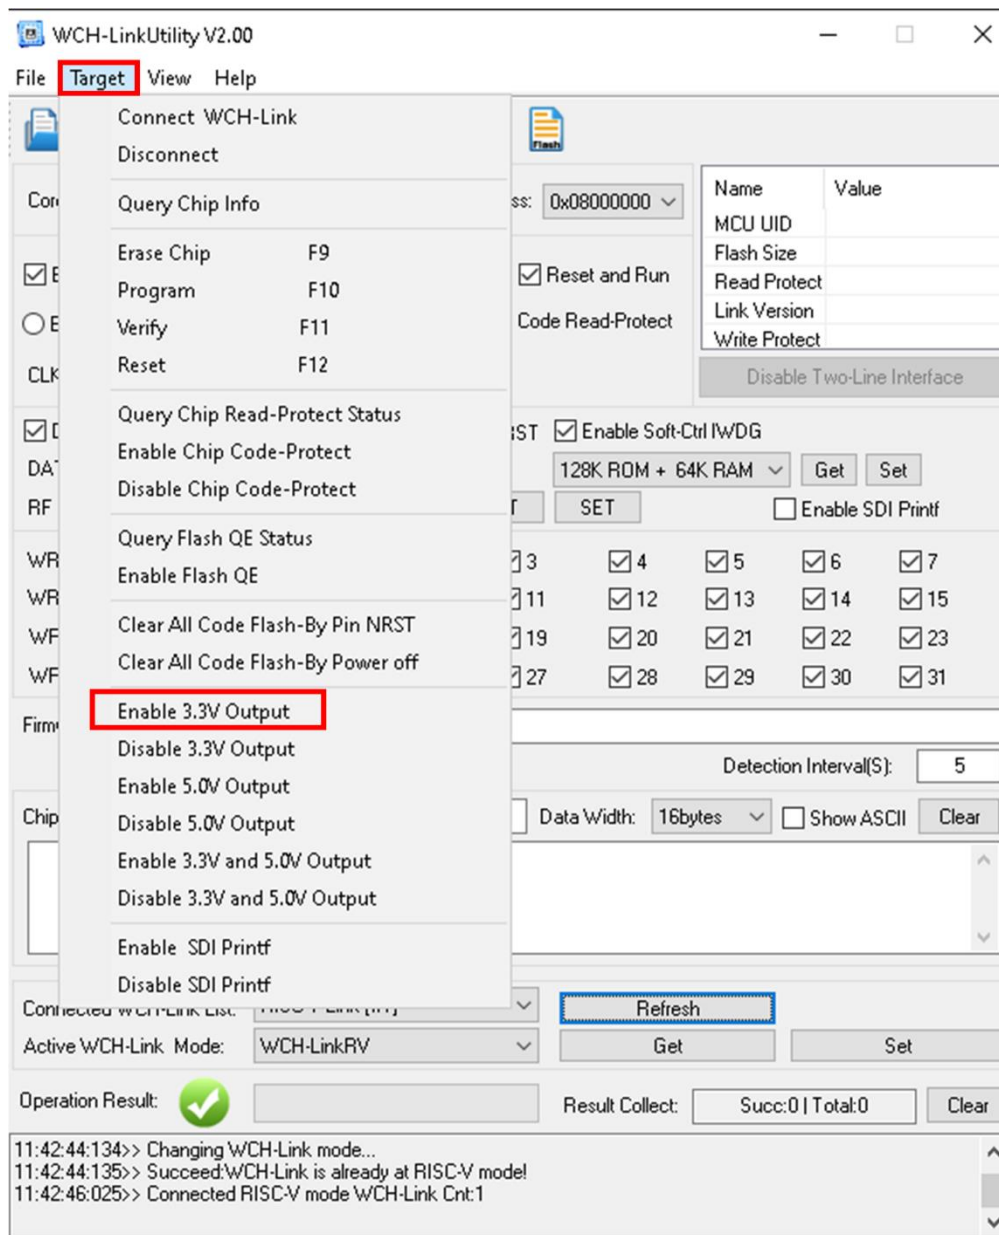 WCH-LinkUtility V2.00
File Target View Help
Connect WCH-Link
Disconnect
Query Chip Info
Erase Chip F9
Program F10
Verify F11
Reset F12
Query Chip Read-Protect Status
Enable Chip Code-Protect
Disable Chip Code-Protect
Query Flash QE Status
Enable Flash QE
Clear All Code Flash-By Pin NRST
Clear All Code Flash-By Power off
Enable 3.3V Output
Disable 3.3V Output
Enable 5.0V Output
Disable 5.0V Output
Enable 3.3V and 5.0V Output
Disable 3.3V and 5.0V Output
Enable SDI Printf
Disable SDI Printf
Flash
0x08000000
Name Value
MCU UID
Flash Size
Read Protect
Link Version
Write Protect
Reset and Run
Code Read-Protect
CLK
Disable Two-Line Interface
Enable Soft-Ctrl IWDG
128K ROM + 64K RAM Get Set
RF SET Enable SDI Printf
3 4 5 6 7
11 12 13 14 15
19 20 21 22 23
27 28 29 30 31
Detection Interval(S): 5
Chip Data Width: 16bytes Show ASCII Clear
Connected WCH-Link List: Refresh
Active WCH-Link Mode: WCH-LinkRV Get Set
Operation Result: Result Collect: Succ:0 | Total:0 Clear
11:42:44:134>> Changing WCH-Link mode...
11:42:44:135>> Succeed:WCH-Link is already at RISC-V mode!
11:42:46:025>> Connected RISC-V mode WCH-Link Cnt:1